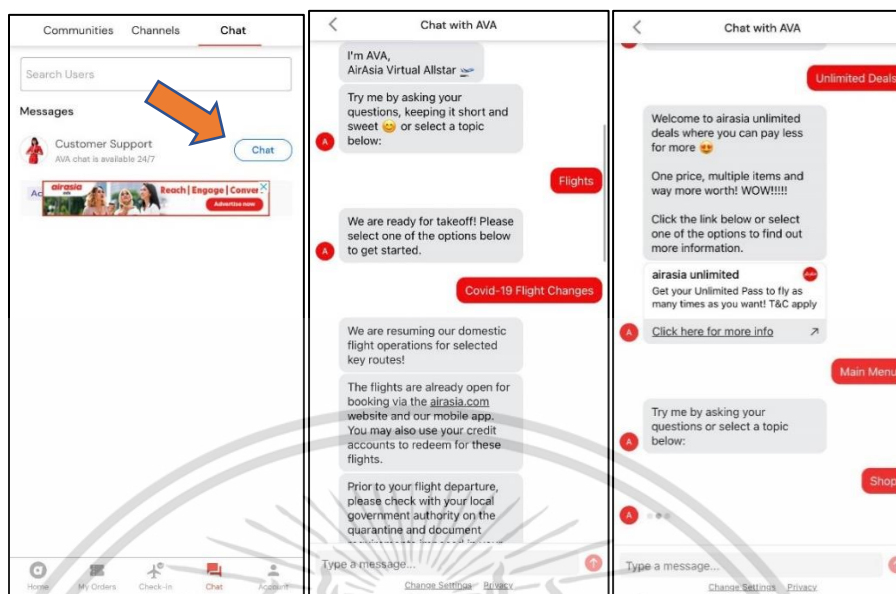 Communities Channels Chat
Search Users
Messages
Customer Support
AVA chat is available 24/7
Chat
airasia
Reach | Engage | Conver
Advertise now
Home My Orders Check-in Chat Account
Chat with AVA
I'm AVA,
AirAsia Virtual Allstar
Try me by asking your
questions, keeping it short and
sweet 😊 or select a topic
below:
A
Flights
We are ready for takeoff! Please
select one of the options below
to get started.
A
Covid-19 Flight Changes
We are resuming our domestic
flight operations for selected
key routes!
The flights are already open for
booking via the airasia.com
website and our mobile app.
You may also use your credit
accounts to redeem for these
flights.
Prior to your flight departure,
please check with your local
government authority on the
quarantine and document
Type a message...
Change Settings Privacy
Chat with AVA
Unlimited Deals
Welcome to airasia unlimited
deals where you can pay less
for more 😍
One price, multiple items and
way more worth! WOW!!!!!
Click the link below or select
one of the options to find out
more information.
airasia unlimited
Get your Unlimited Pass to fly as
many times as you want! T&C apply
A
Click here for more info
Main Menu
Try me by asking your
questions or select a topic
below:
A
Shop
A
Type a message...
Change Settings Privacy